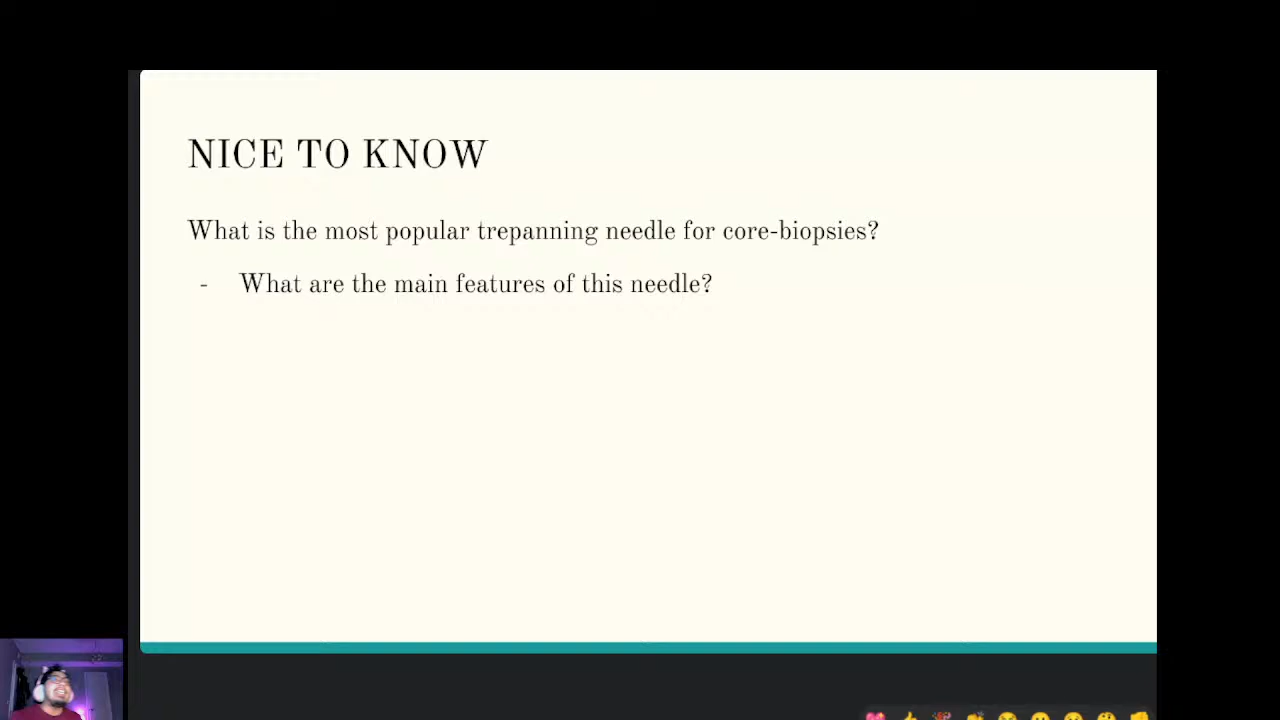 NICE TO KNOW
What is the most popular trepanning needle for core-biopsies?
- What are the main features of this needle?